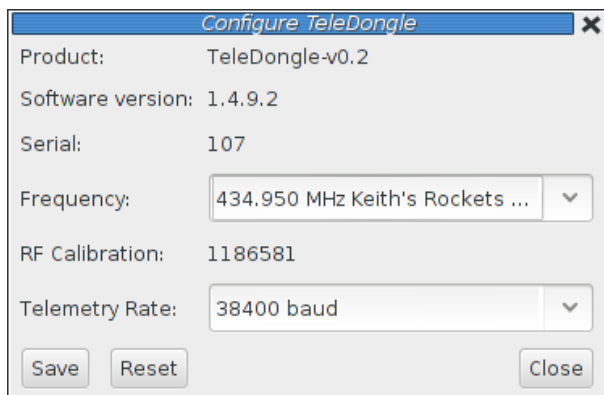 Configure TeleDongle
Product: TeleDongle-v0.2
Software version: 1.4.9.2
Serial: 107
Frequency: 434.950 MHz Keith's Rockets ...
RF Calibration: 1186581
Telemetry Rate: 38400 baud
Save Reset Close